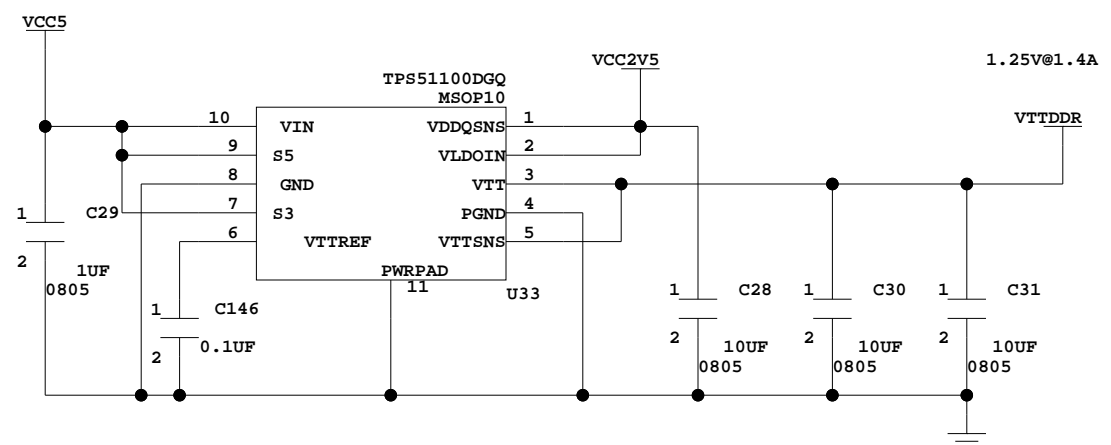 VCC5
VCC2V5
1.25V@1.4A
TPS51100DGQ
MSOP10
VTTDDR
10 VIN VDDQSNS 1
9 S5 VLDOIN 2
8 GND VTT 3
7 S3 PGND 4
6 VTTREF VTTSNS 5
PWRPAD
11
U33
1 C29
2 1UF
0805
1 C146
2 0.1UF
1 C28
2 10UF
0805
1 C30
2 10UF
0805
1 C31
2 10UF
0805